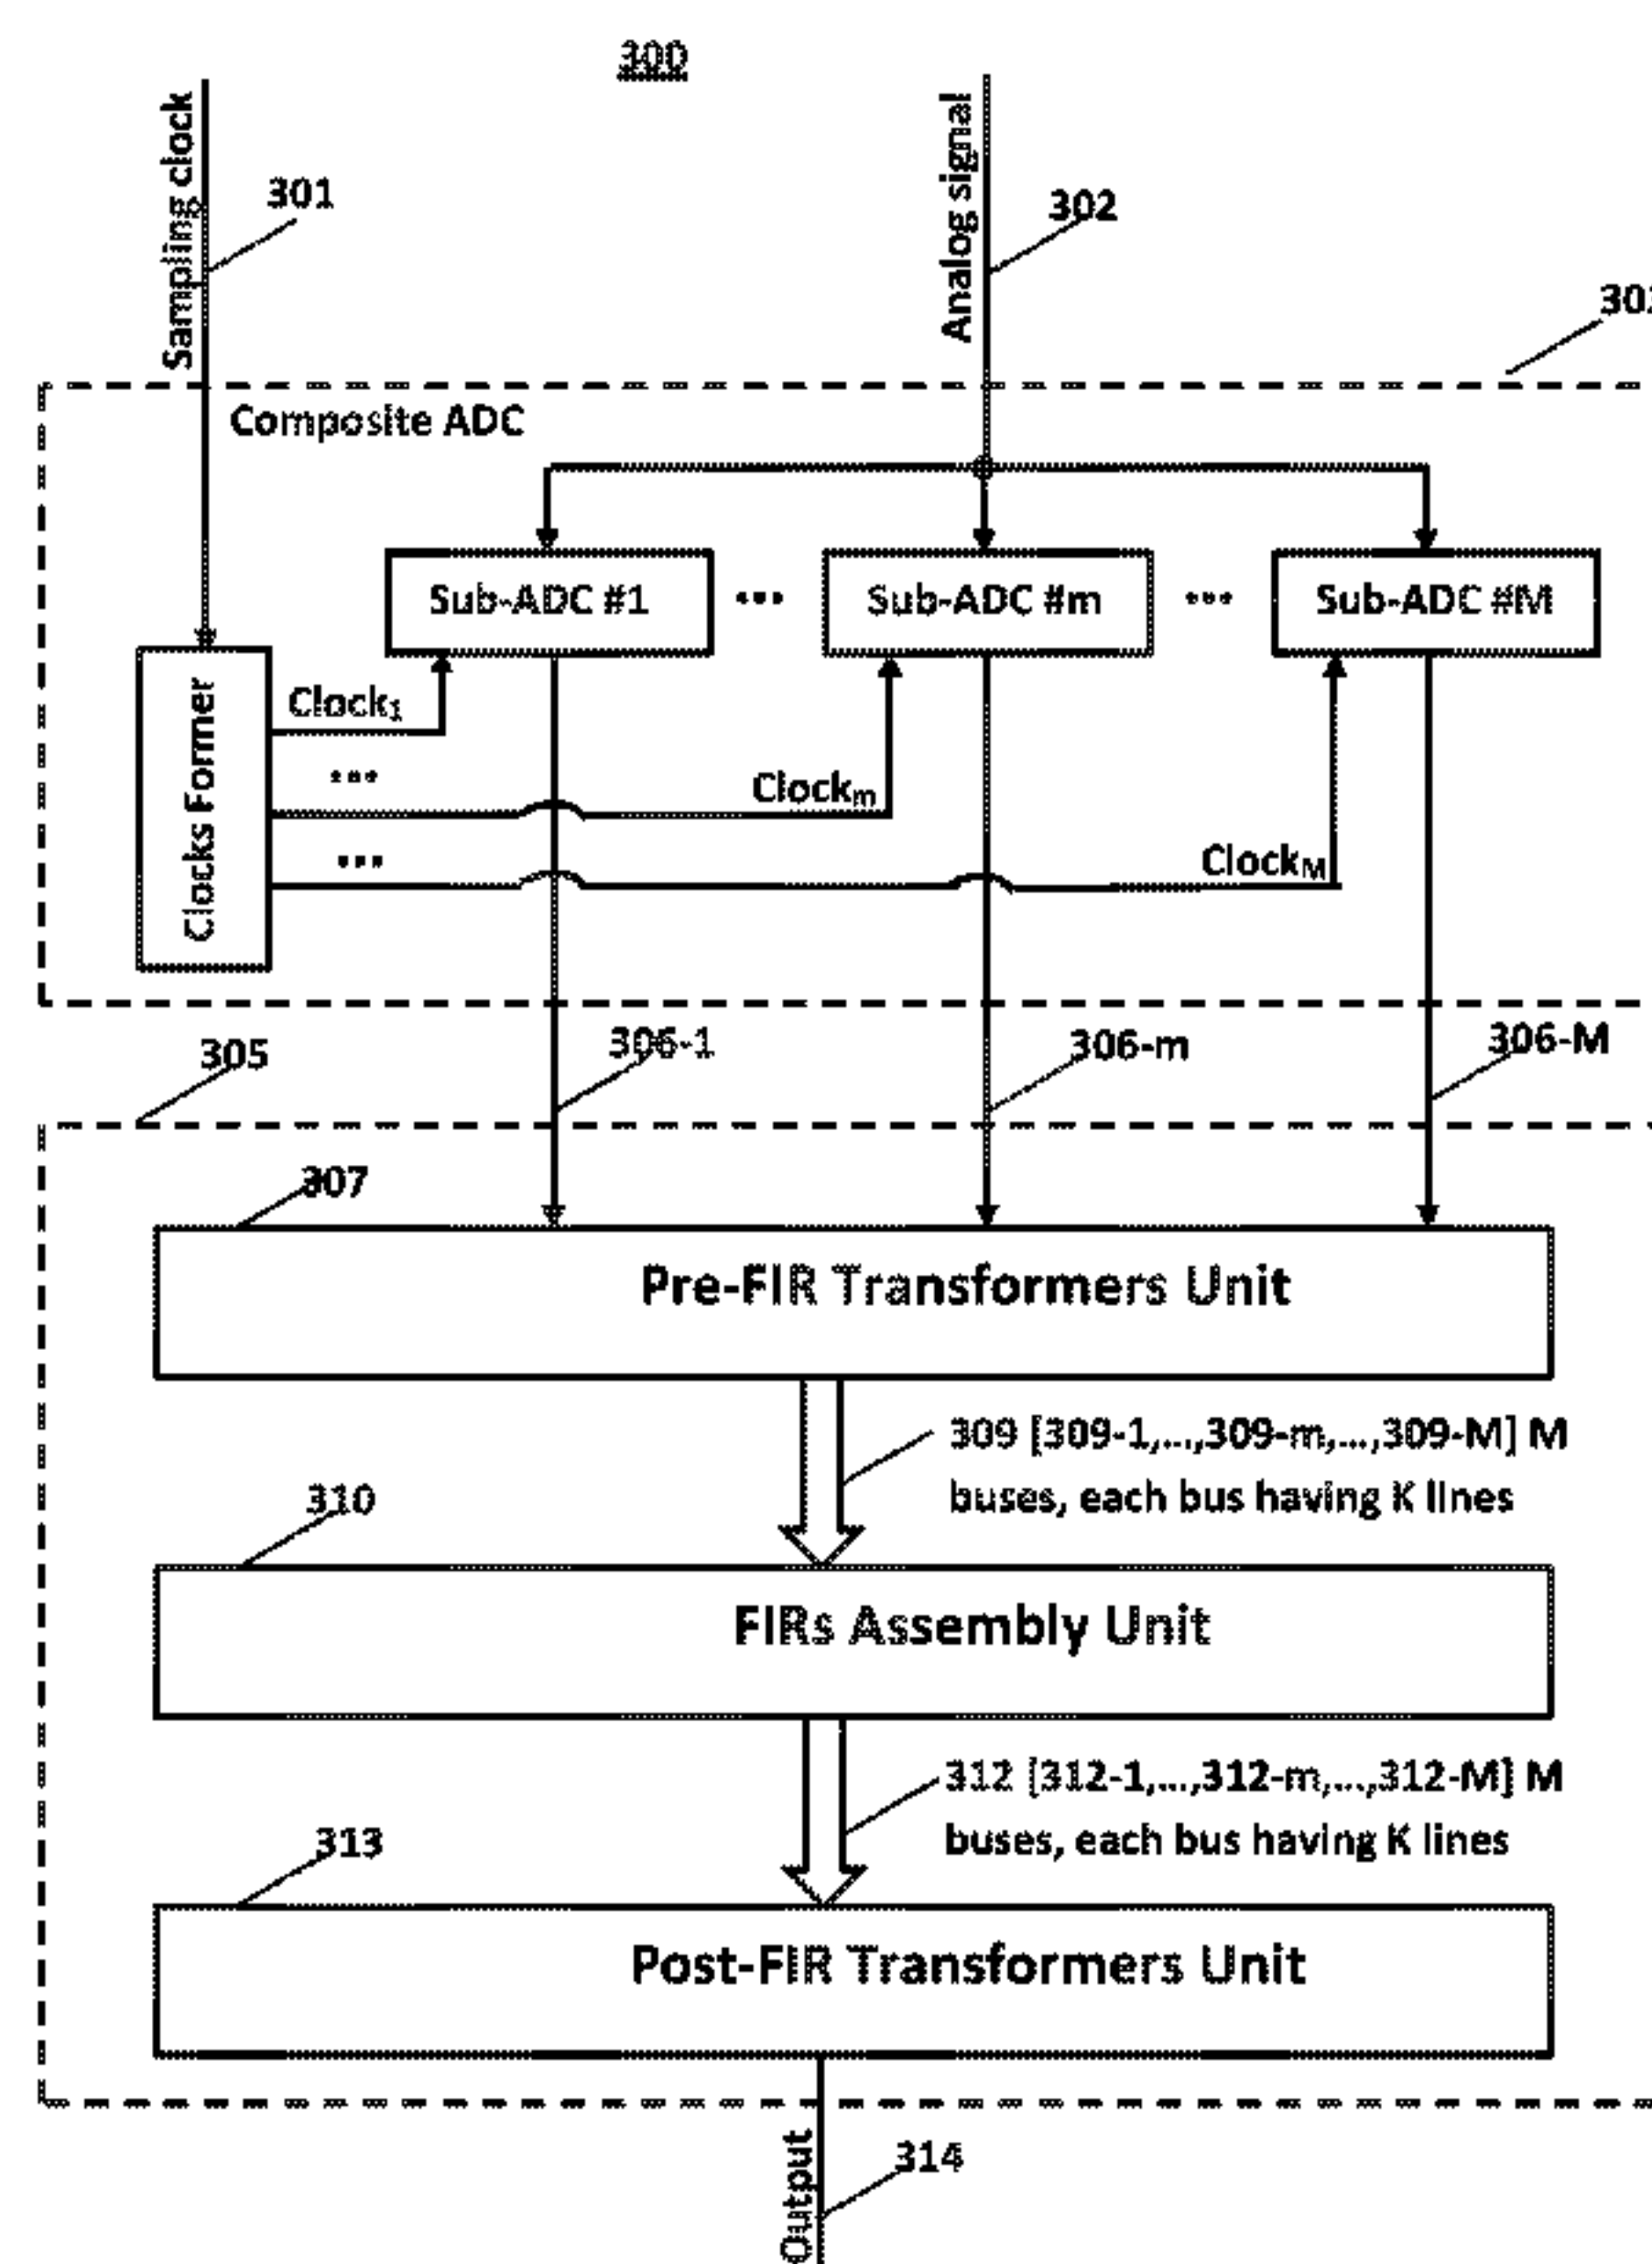 300
Sampling clock
301
Analog signal
302
Composite ADC
Sub-ADC #1
...
Sub-ADC #m
...
Sub-ADC #M
Clocks Former
Clock1
...
Clockm
...
ClockM
305
306-1
306-m
306-M
307
Pre-FIR Transformers Unit
309 [309-1,...,309-m,...,309-M] M
buses, each bus having K lines
310
FIRs Assembly Unit
312 [312-1,...,312-m,...,312-M] M
buses, each bus having K lines
313
Post-FIR Transformers Unit
Output
314